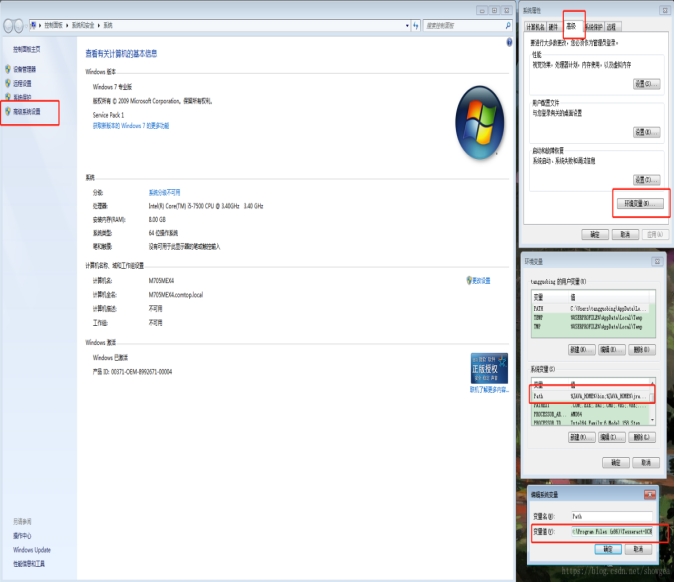 控制面板 ▸ 系统和安全 ▸ 系统
搜索控制面板
控制面板主页
设备管理器
远程设置
系统保护
高级系统设置
查看有关计算机的基本信息
Windows 版本
Windows 7 专业版
版权所有 © 2009 Microsoft Corporation。保留所有权利。
Service Pack 1
获取新版本的 Windows 7 的更多功能
系统
分级: 系统分级不可用
处理器: Intel(R) Core(TM) i5-7500 CPU @ 3.40GHz 3.40 GHz
安装内存(RAM): 8.00 GB
系统类型: 64 位操作系统
笔和触摸: 没有可用于此显示器的笔或触控输入
计算机名称、域和工作组设置
计算机名: M705MEX4
更改设置
计算机全名: M705MEX4.comtop.local
计算机描述: 不可用
工作组: 不可用
Windows 激活
Windows 已激活
产品 ID: 00371-OEM-8992671-00004
正版授权
联机了解更多内容...
另请参阅
操作中心
Windows Update
性能信息和工具
系统属性
计算机名 硬件 高级 系统保护 远程
要进行大多数更改，您必须作为管理员登录。
性能
视觉效果，处理器计划，内存使用，以及虚拟内存
设置(S)...
用户配置文件
与您登录有关的桌面设置
设置(E)...
启动和故障恢复
系统启动、系统失败和调试信息
设置(T)...
环境变量(N)...
确定 取消 应用(A)
环境变量
的用户变量(U)
变量 值
PATH C:\Users\
TEMP %USERPROFILE%\AppData\Local\Temp
TMP %USERPROFILE%\AppData\Local\Temp
新建(N)... 编辑(E)... 删除(D)
系统变量(S)
变量 值
Path %JAVA_HOME%\bin;%JAVA_HOME%\jre...
PATHEXT
PROCESSOR_AR... AMD64
PROCESSOR_ID Intel64 Family 6 Model 158 Step
新建(W)... 编辑(I)... 删除(L)
确定 取消
编辑系统变量
变量名(N): Path
变量值(V): :\Program Files (x86)\Tesseract-OCR
确定 取消